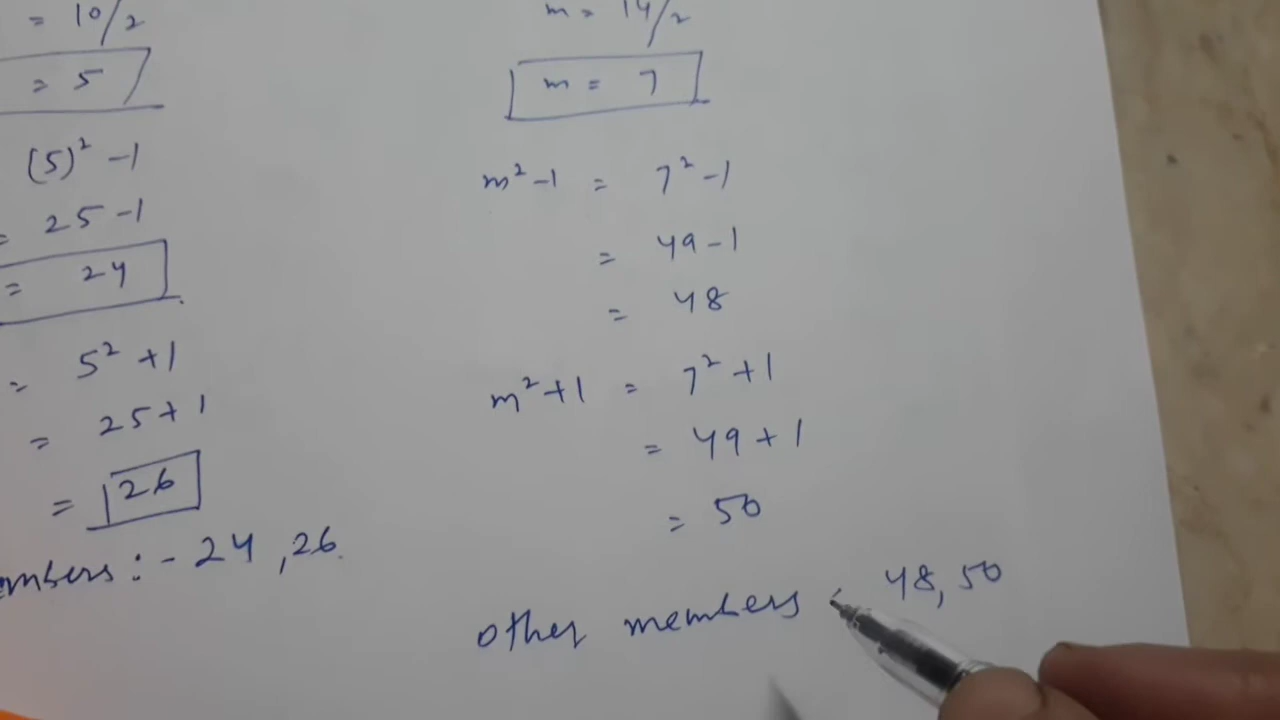 = 10/2
= 5
(5)² -1
= 25 -1
= 24
= 5² +1
= 25+1
= 26
: - 24 , 26
m = 14/2
m = 7
m²-1 = 7²-1
= 49-1
= 48
m²+1 = 7²+1
= 49+1
= 50
other members : 48, 50